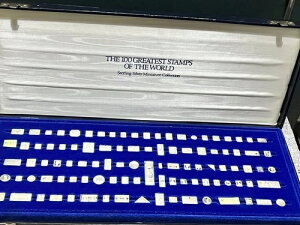 THE 100 GREATEST STAMPS
OF THE WORLD
Sterling Silver Miniature Collection